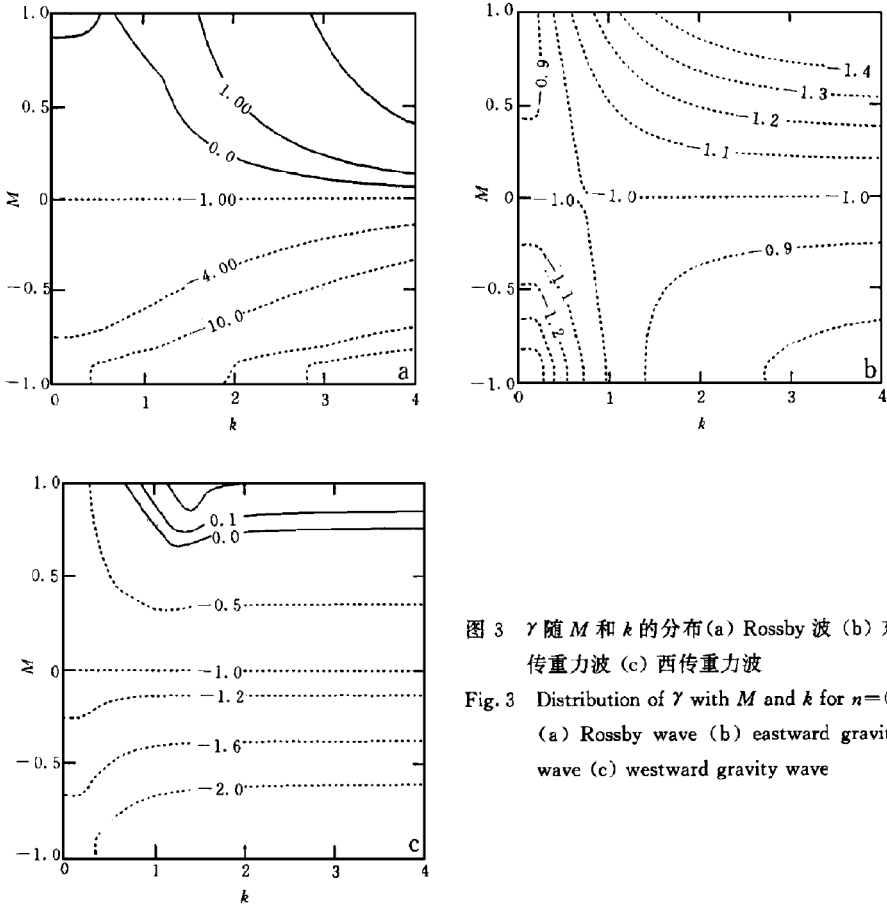 1.0
0.5
M
0
-0.5
-1.0
1.00
0.0
-1.00
-4.00
-10.0
a
0 1 2 3 4
k
1.0
0.5
M
0
-0.5
-1.0
-0.9
-1.4
-1.3
-1.2
-1.1
-1.0 -1.0 -1.0
-0.9
-1.1
-1.2
b
0 1 2 3 4
k
1.0
0.5
M
0
-0.5
-1.0
0.1
0.0
-0.5
-1.0
-1.2
-1.6
-2.0
c
0 1 2 3 4
k
图 3 γ 随 M 和 k 的分布(a) Rossby 波 (b)
传重力波 (c) 西传重力波
Fig. 3 Distribution of γ with M and k for n=
(a) Rossby wave (b) eastward gravit
wave (c) westward gravity wave